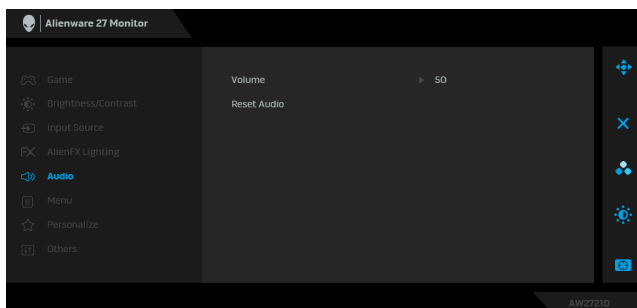 Alienware 27 Monitor
Game
Volume 50
Brightness/Contrast
Reset Audio
Input Source
FX AlienFX Lighting
Audio
Menu
Personalize
Others
AW2721D